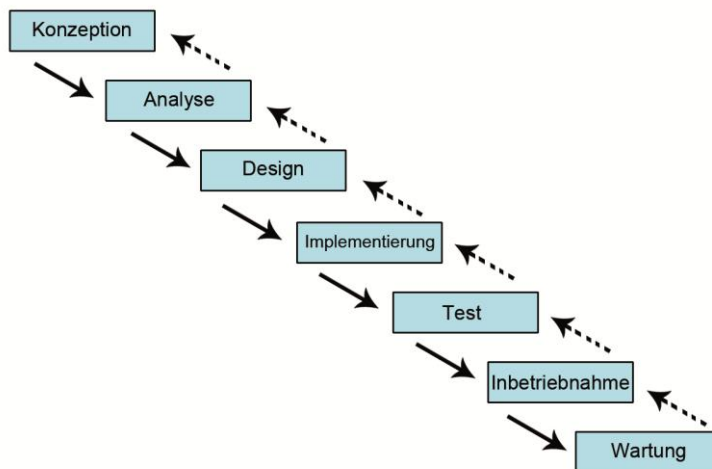 Konzeption
Analyse
Design
Implementierung
Test
Inbetriebnahme
Wartung